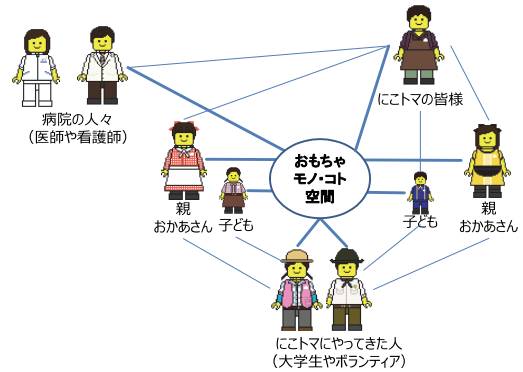 にこトマの皆様
病院の人々
（医師や看護師）
おもちゃ
モノ・コト
空間
親
おかあさん
子ども
子ども
親
おかあさん
にこトマにやってきた人
（大学生やボランティア）